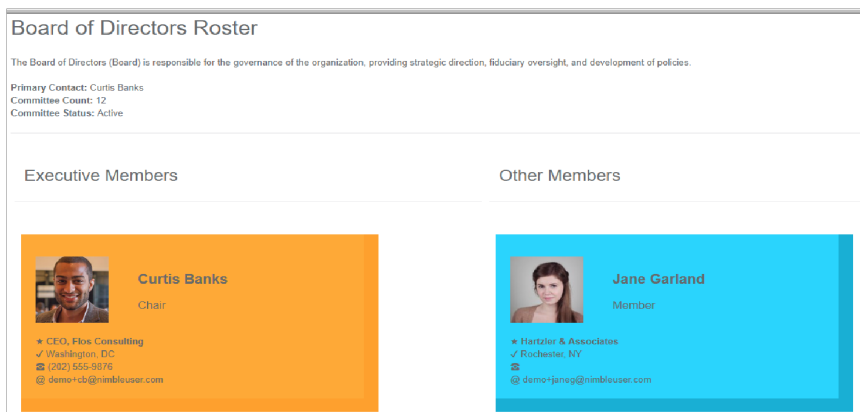 Board of Directors Roster
The Board of Directors (Board) is responsible for the governance of the organization, providing strategic direction, fiduciary oversight, and development of policies.
Primary Contact: Curtis Banks
Committee Count: 12
Committee Status: Active
Executive Members
Curtis Banks
Chair
★ CEO, Flos Consulting
✓ Washington, DC
☎ (202) 555-9876
@ demo+cb@nimbleuser.com
Other Members
Jane Garland
Member
★ Hartzler & Associates
✓ Rochester, NY
☎
@ demo+janeg@nimbleuser.com